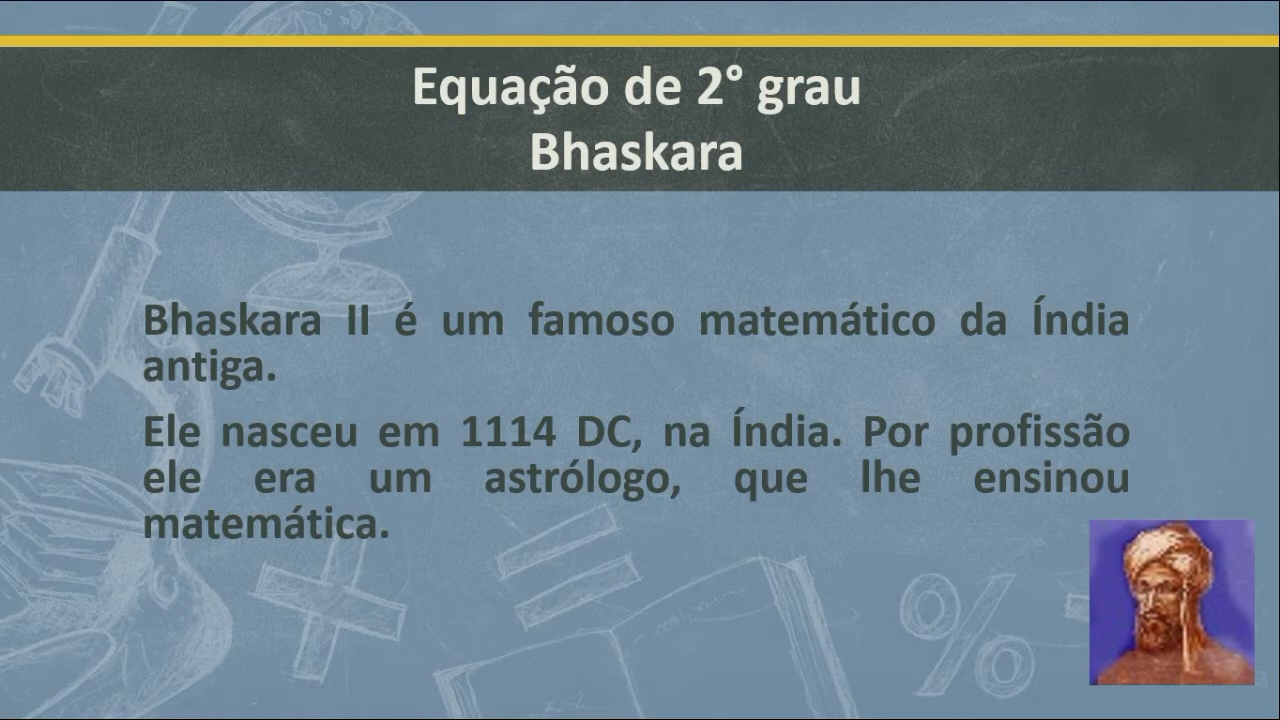 Equação de 2° grau
Bhaskara
Bhaskara II é um famoso matemático da Índia
antiga.
Ele nasceu em 1114 DC, na Índia. Por profissão
ele era um astrólogo, que lhe ensinou
matemática.